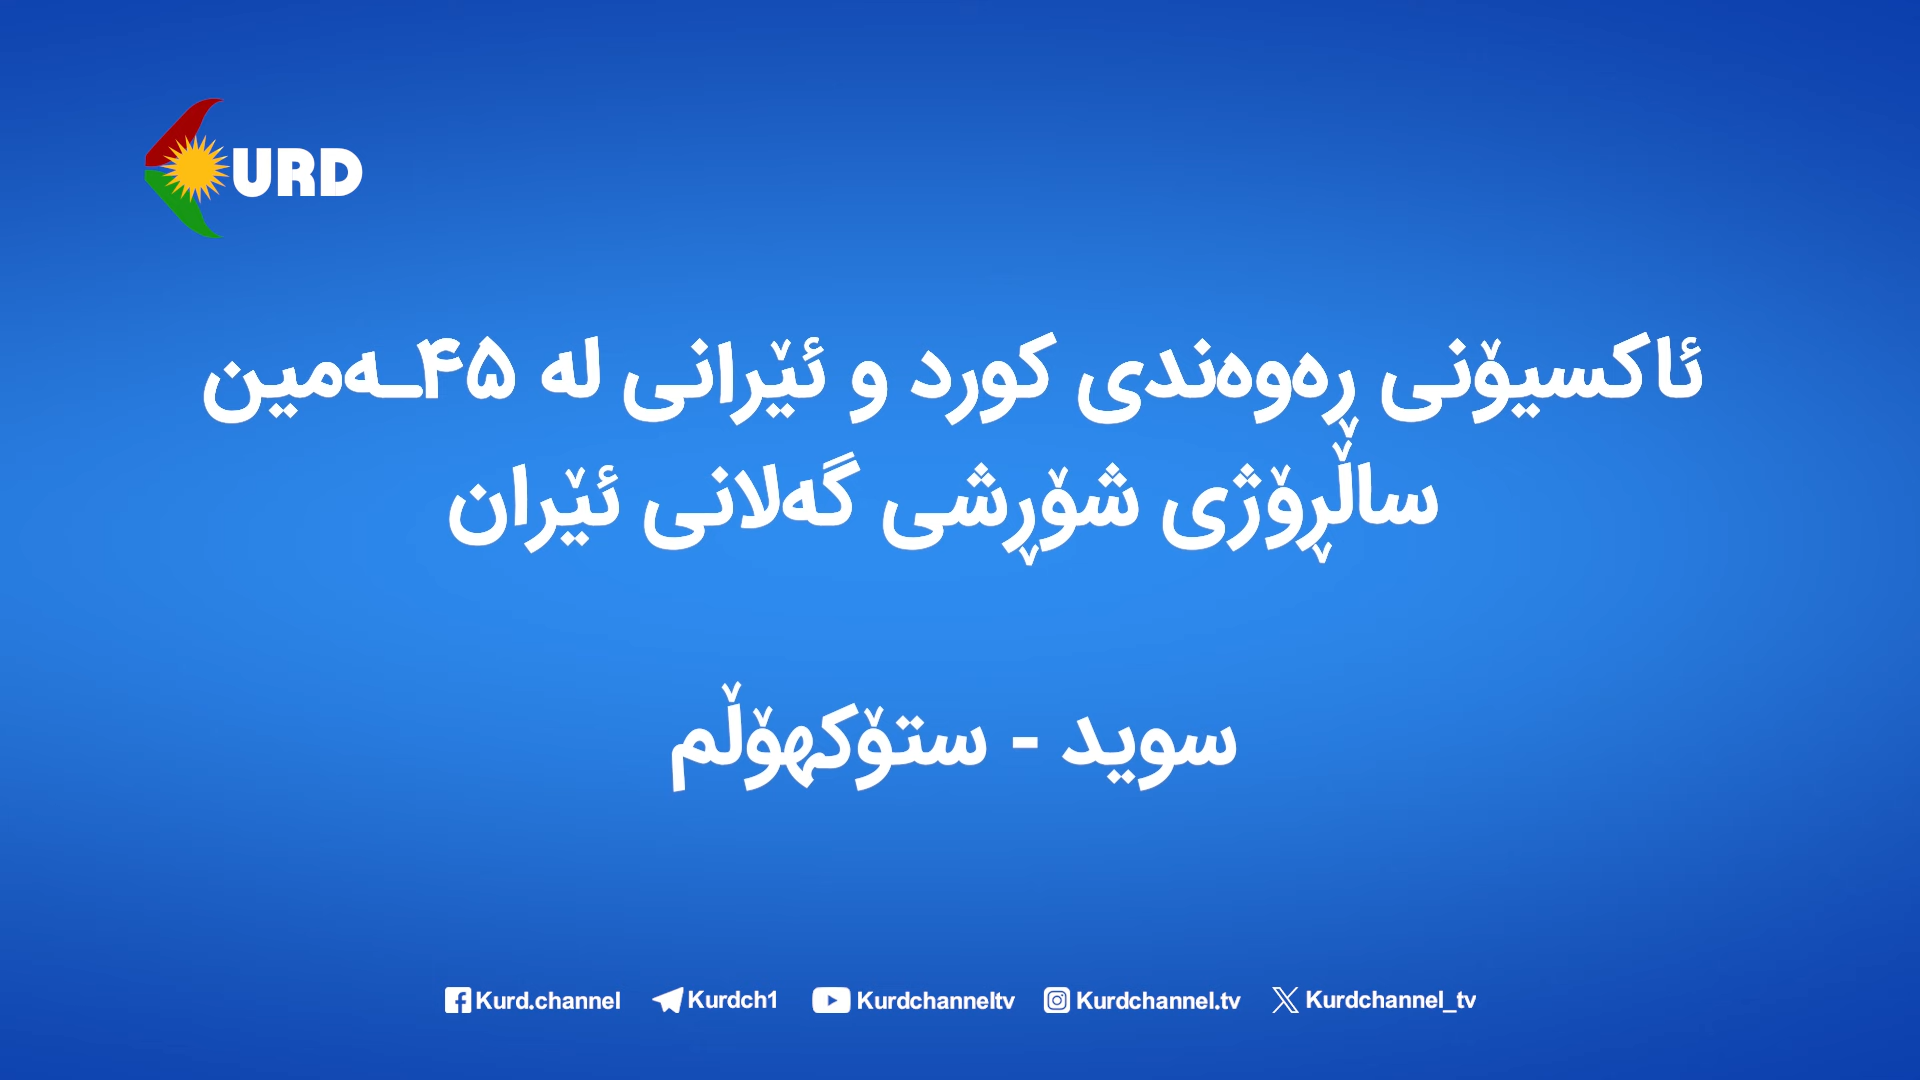 URD
ئاکسیۆنی ڕەوەندی کورد و ئێرانی لە ۴۵ـەمین
ساڵڕۆژی شۆڕشی گەلانی ئێران
سوید - ستۆکهۆڵم
Kurd.channel Kurdch1 Kurdchanneltv Kurdchannel.tv Kurdchannel_tv